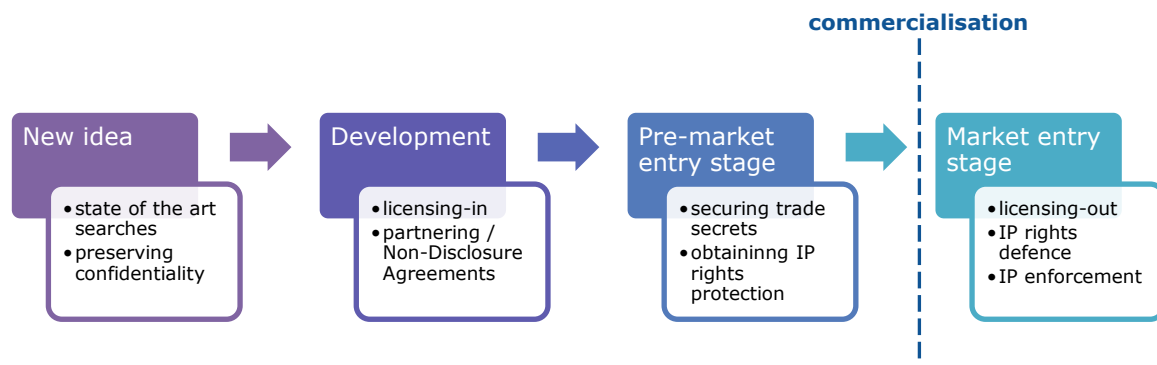 commercialisation
New idea
•state of the art
searches
•preserving
confidentiality
Development
•licensing-in
•partnering /
Non-Disclosure
Agreements
Pre-market
entry stage
•securing trade
secrets
•obtaininng IP
rights
protection
Market entry
stage
•licensing-out
•IP rights
defence
•IP enforcement